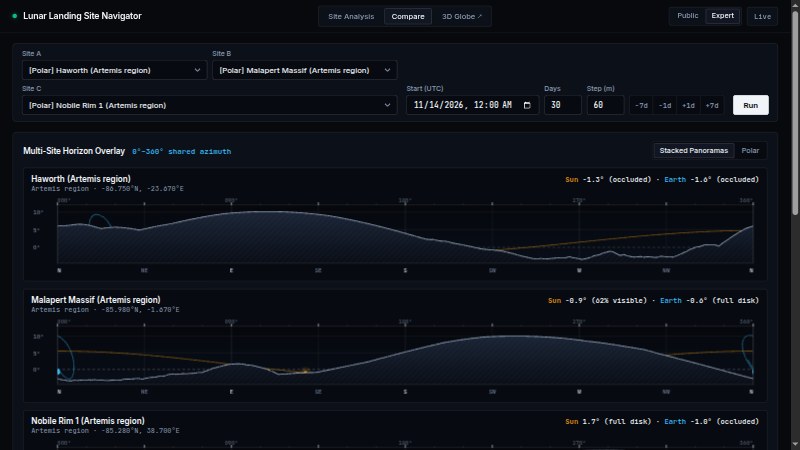 Lunar Landing Site Navigator
Site Analysis Compare 3D Globe ↗
Public Expert Live
Site A Site B
[Polar] Haworth (Artemis region) [Polar] Malapert Massif (Artemis region)
Site C Start (UTC) Days Step (m)
[Polar] Nobile Rim 1 (Artemis region) 11/14/2026, 12:00 AM 30 60 -7d -1d +1d +7d Run
Multi-Site Horizon Overlay 0°–360° shared azimuth Stacked Panoramas Polar
Haworth (Artemis region) Sun -1.3° (occluded) · Earth -1.6° (occluded)
Artemis region · -86.750°N, -23.670°E
10°
5°
0°
N NE E SE S SW W N
Malapert Massif (Artemis region) Sun -0.9° (62% visible) · Earth -0.6° (full disk)
Artemis region · -85.980°N, -1.670°E
10°
5°
0°
N NE E SE S SW W N
Nobile Rim 1 (Artemis region) Sun 1.7° (full disk) · Earth -1.0° (occluded)
Artemis region · -85.280°N, 38.700°E